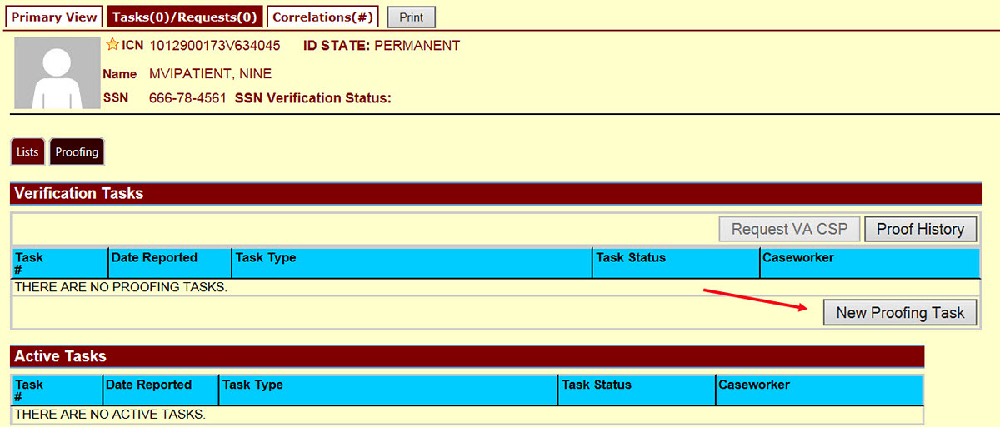 Primary View Tasks(0)/Requests(0) Correlations(#) Print
ICN 1012900173V634045 ID STATE: PERMANENT
Name MVIPATIENT, NINE
SSN 666-78-4561 SSN Verification Status:
Lists Proofing
Verification Tasks
Request VA CSP Proof History
Task # Date Reported Task Type Task Status Caseworker
THERE ARE NO PROOFING TASKS.
New Proofing Task
Active Tasks
Task # Date Reported Task Type Task Status Caseworker
THERE ARE NO ACTIVE TASKS.